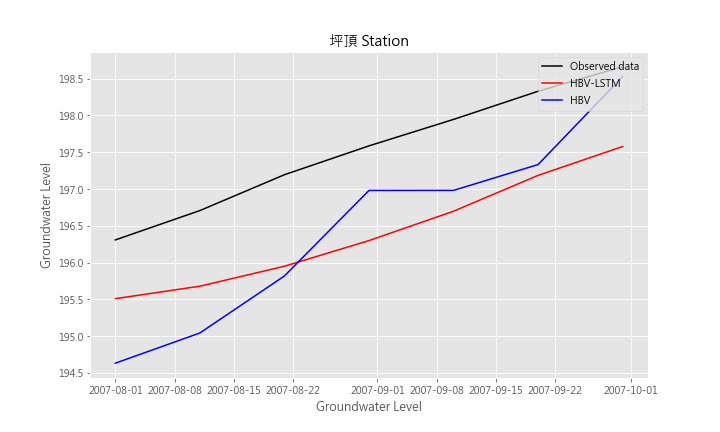 坪頂 Station
Observed data
HBV-LSTM
HBV
Groundwater Level
198.5
198.0
197.5
197.0
196.5
196.0
195.5
195.0
194.5
2007-08-01 2007-08-08 2007-08-15 2007-08-22 2007-09-01 2007-09-08 2007-09-15 2007-09-22 2007-10-01
Groundwater Level